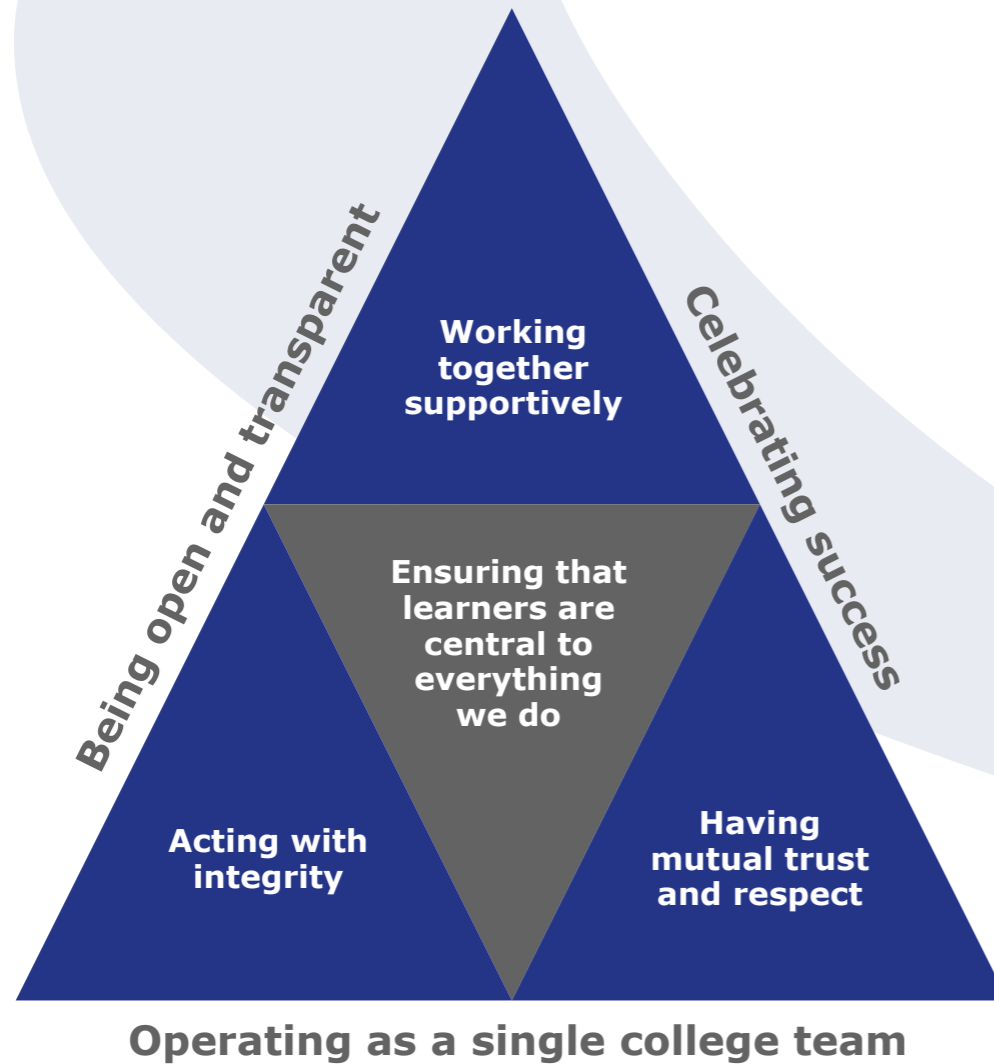 Being open and transparent
Celebrating success
Working
together
supportively
Ensuring that
learners are
central to
everything
we do
Acting with
integrity
Having
mutual trust
and respect
Operating as a single college team